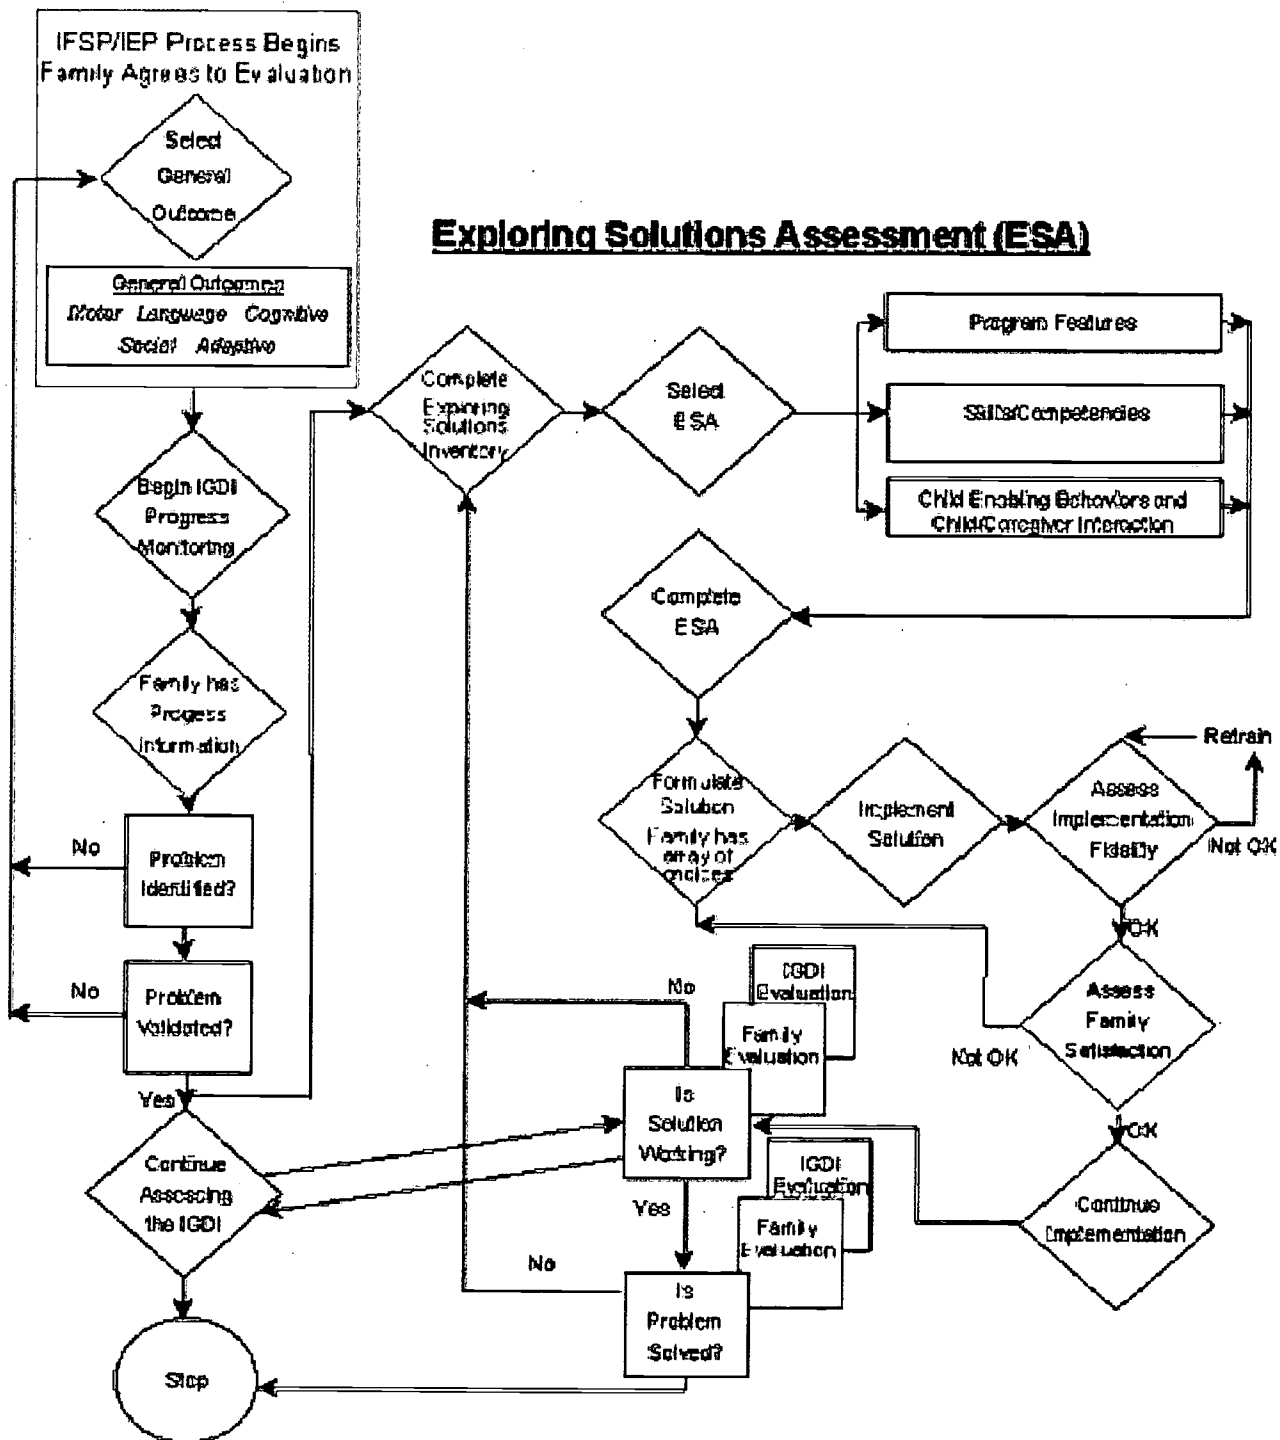 IFSP/IEP Process Begins
Family Agrees to Evaluation
Select
General
Outcome
General Outcomes
Motor Language Cognitive
Social Adaptive
Begin IGDI
Progress
Monitoring
Family has
Progess
Information
No
Problem
Identified?
No
Problem
Validated?
Yes
Continue
Assessing
the IGDI
Stop
Exploring Solutions Assessment (ESA)
Complete
Exploring
Solutions
Inventory
Select
ESA
Program Features
Skills/Competencies
Child Enabling Behaviors and
Child/Caregiver Interaction
Complete
ESA
Formulate
Solution
Family has
array of
choices
Implement
Solution
Assess
Implementation
Fidelity
Retrain
Not OK
OK
Assess
Family
Satisfaction
Not OK
OK
Continue
Implementation
IGDI
Evaluation
Family
Evaluation
No
Is
Solution
Working?
Yes
IGDI
Evaluation
Family
Evaluation
No
Is
Problem
Solved?